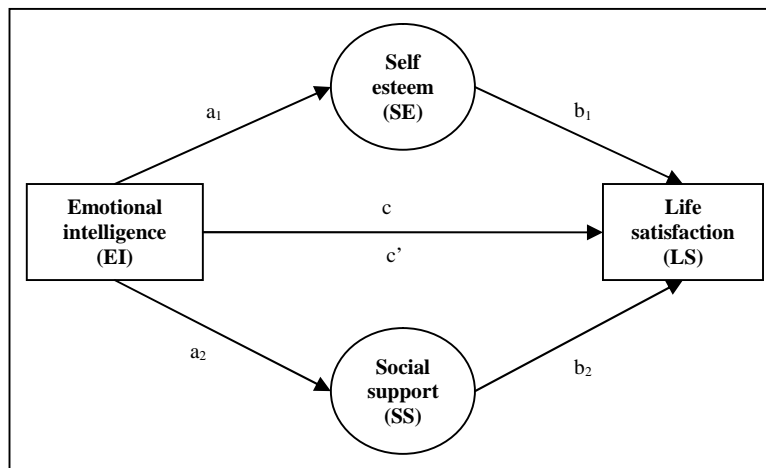 Self
esteem
(SE)
a₁
b₁
Emotional
intelligence
(EI)
c
c’
Life
satisfaction
(LS)
a₂
b₂
Social
support
(SS)